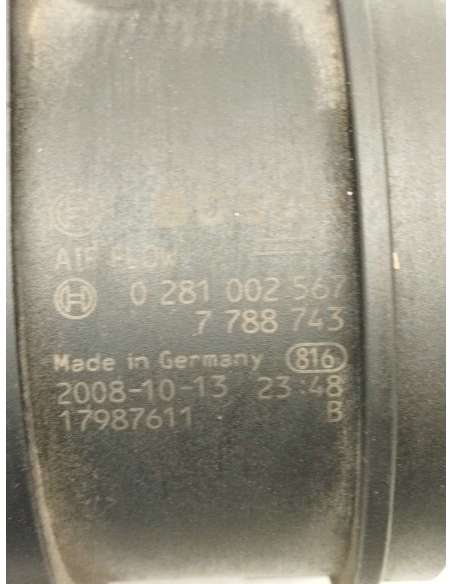 AIR FLOW
0 281 002 567
7 788 743
Made in Germany 816
2008-10-13 23:48
17987611 B